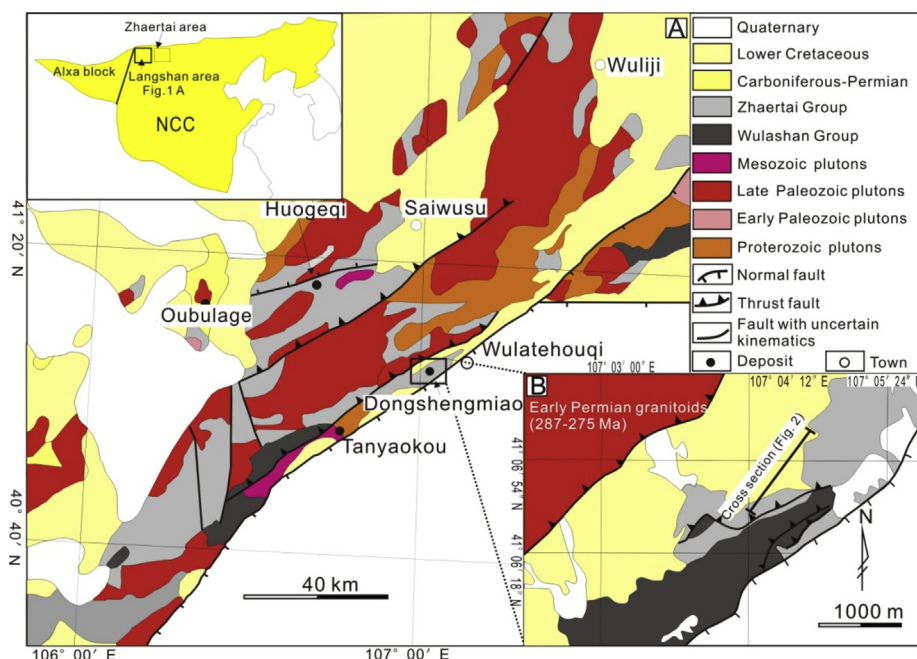 Zhaertai area
Alxa block
Langshan area
Fig.1 A
NCC
A
Wuliji
Huogeqi
Saiwusu
41° 20′ N
Oubulage
Wulatehouqi
Dongshengmiao
Tanyaokou
40° 40′ N
40 km
106° 00′ E
107° 00′ E
Quaternary
Lower Cretaceous
Carboniferous-Permian
Zhaertai Group
Wulashan Group
Mesozoic plutons
Late Paleozoic plutons
Early Paleozoic plutons
Proterozoic plutons
Normal fault
Thrust fault
Fault with uncertain
kinematics
Deposit
Town
107° 03′ 00″ E
107° 04′ 12″ E
107° 05′ 24″ E
B
Early Permian granitoids
(287-275 Ma)
41° 06′ 54″ N
Cross section (Fig. 2)
41° 06′ 18″ N
N
1000 m